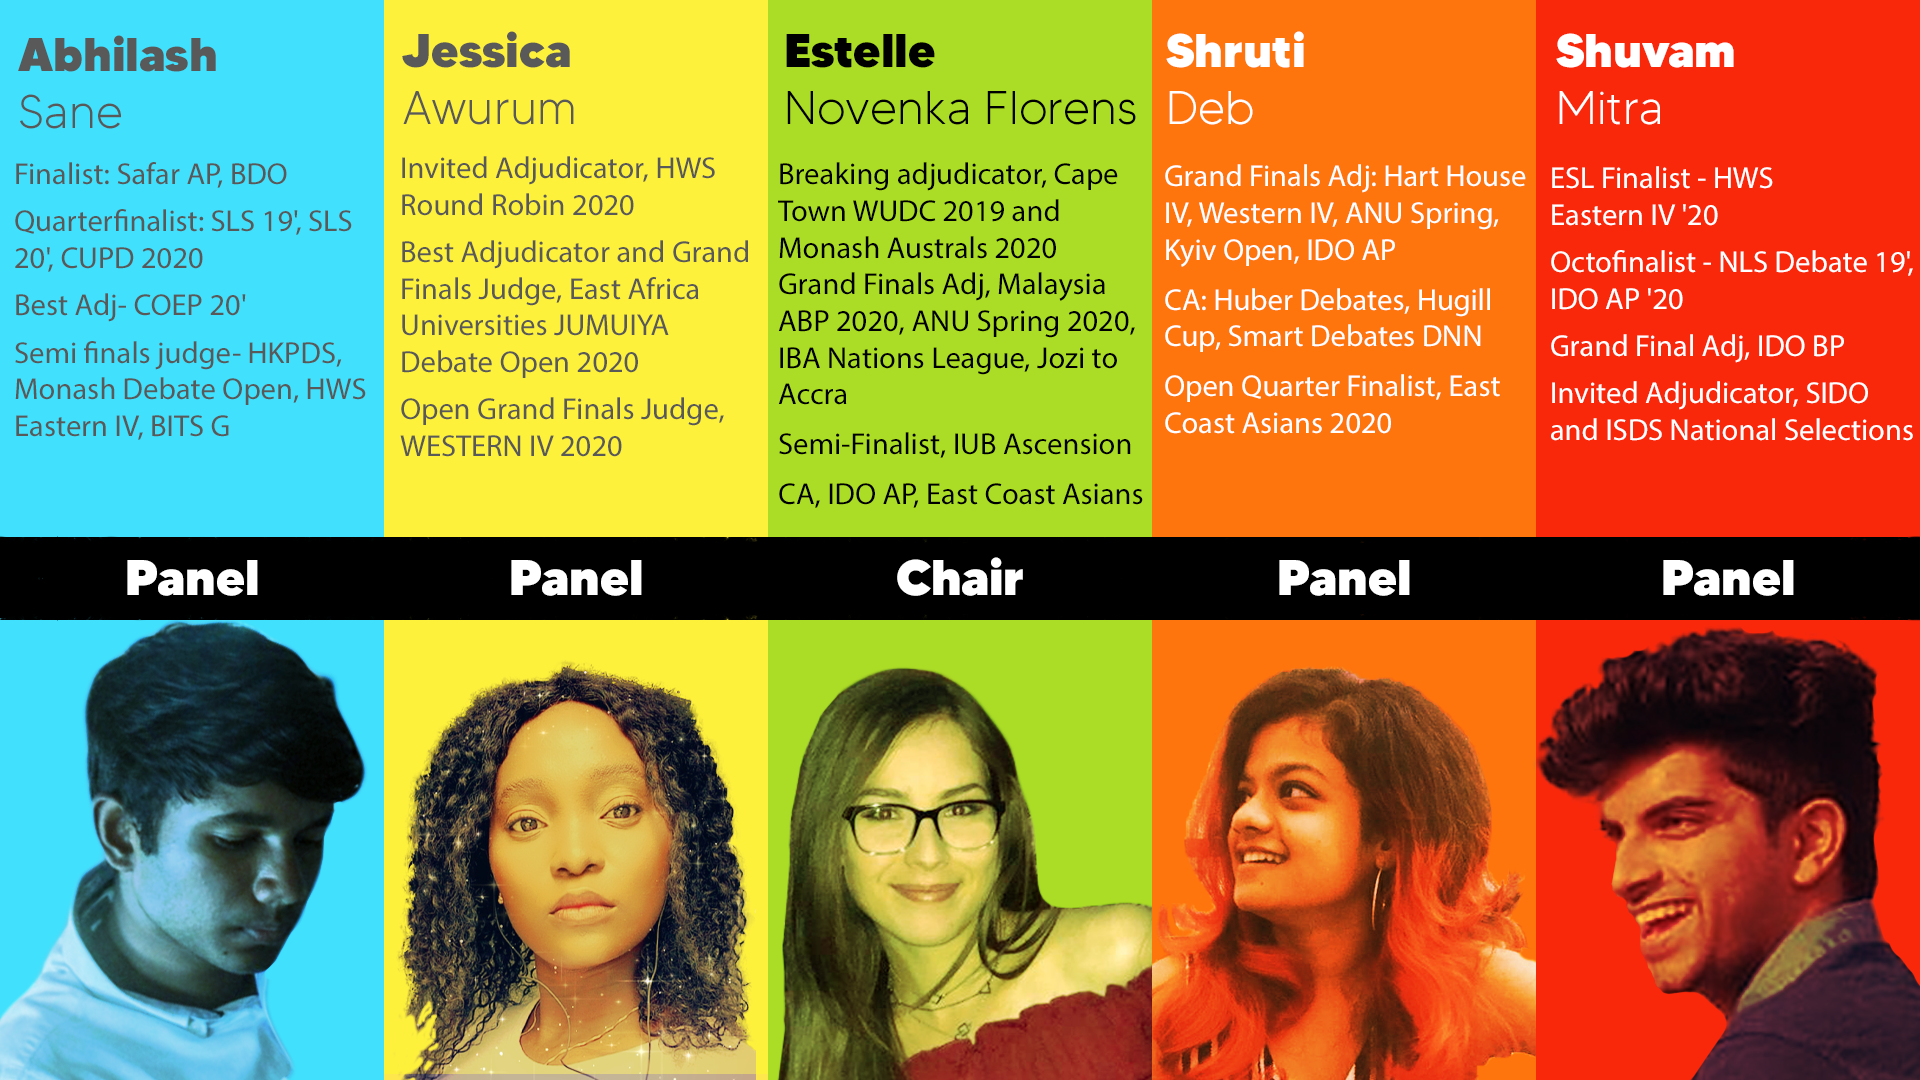 Abhilash
Sane
Finalist: Safar AP, BDO
Quarterfinalist: SLS 19', SLS
20', CUPD 2020
Best Adj- COEP 20'
Semi finals judge- HKPDS,
Monash Debate Open, HWS
Eastern IV, BITS G
Panel
Jessica
Awurum
Invited Adjudicator, HWS
Round Robin 2020
Best Adjudicator and Grand
Finals Judge, East Africa
Universities JUMUIYA
Debate Open 2020
Open Grand Finals Judge,
WESTERN IV 2020
Panel
Estelle
Novenka Florens
Breaking adjudicator, Cape
Town WUDC 2019 and
Monash Australs 2020
Grand Finals Adj, Malaysia
ABP 2020, ANU Spring 2020,
IBA Nations League, Jozi to
Accra
Semi-Finalist, IUB Ascension
CA, IDO AP, East Coast Asians
Chair
Shruti
Deb
Grand Finals Adj: Hart House
IV, Western IV, ANU Spring,
Kyiv Open, IDO AP
CA: Huber Debates, Hugill
Cup, Smart Debates DNN
Open Quarter Finalist, East
Coast Asians 2020
Panel
Shuvam
Mitra
ESL Finalist - HWS
Eastern IV '20
Octofinalist - NLS Debate 19',
IDO AP '20
Grand Final Adj, IDO BP
Invited Adjudicator, SIDO
and ISDS National Selections
Panel